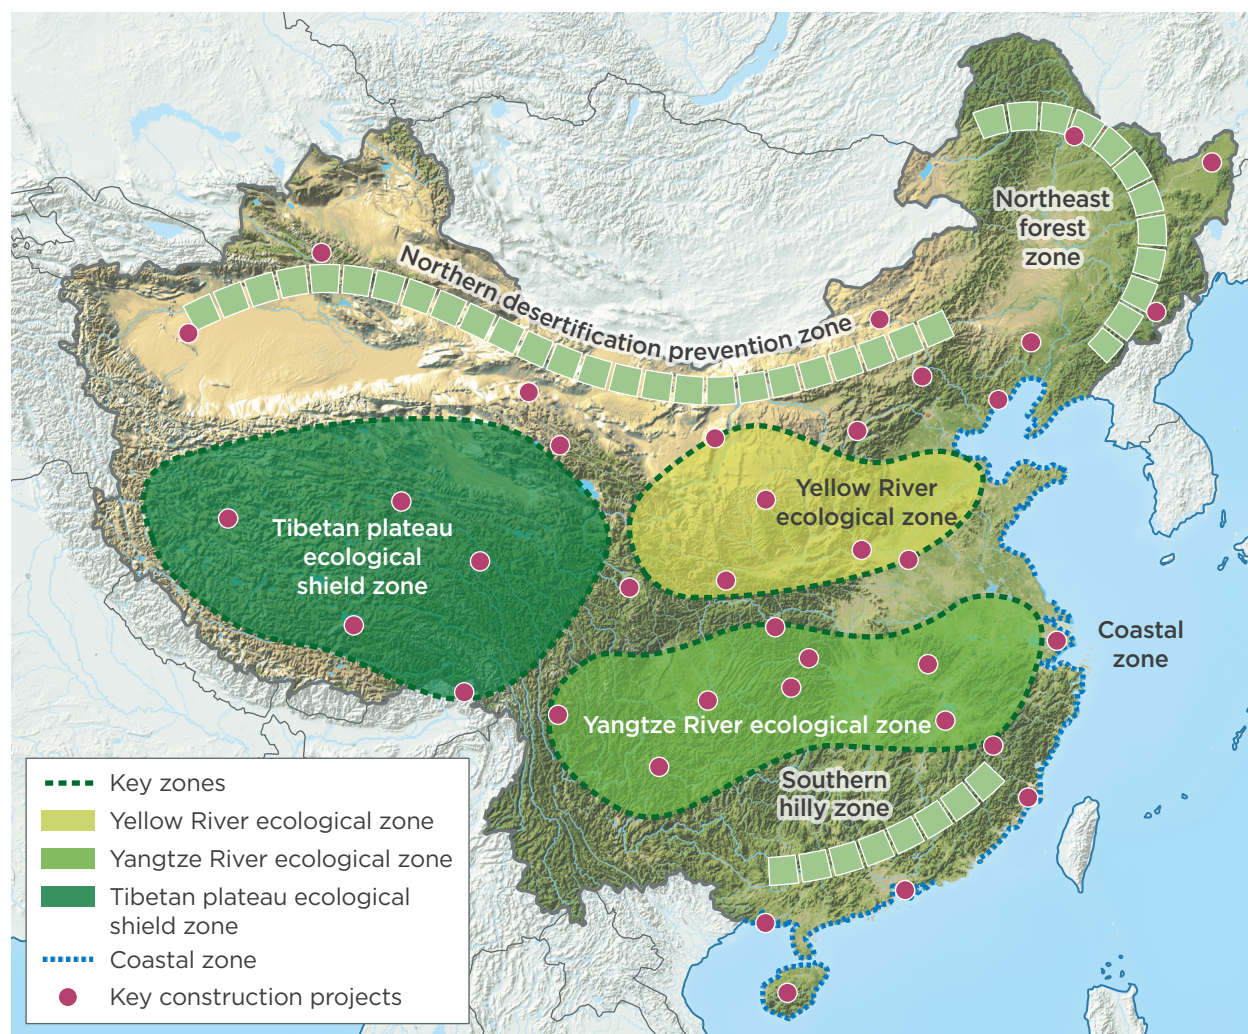 Northern desertification prevention zone
Northeast
forest
zone
Yellow River
ecological zone
Tibetan plateau
ecological
shield zone
Coastal
zone
Yangtze River ecological zone
Southern
hilly zone
Key zones
Yellow River ecological zone
Yangtze River ecological zone
Tibetan plateau ecological
shield zone
Coastal zone
Key construction projects